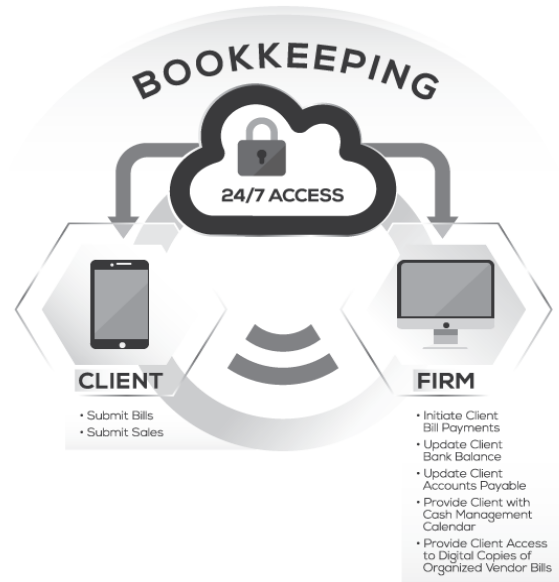 BOOKKEEPING
24/7 ACCESS
CLIENT
• Submit Bills
• Submit Sales
FIRM
• Initiate Client
Bill Payments
• Update Client
Bank Balance
• Update Client
Accounts Payable
• Provide Client with
Cash Management
Calendar
• Provide Client Access
to Digital Copies of
Organized Vendor Bills